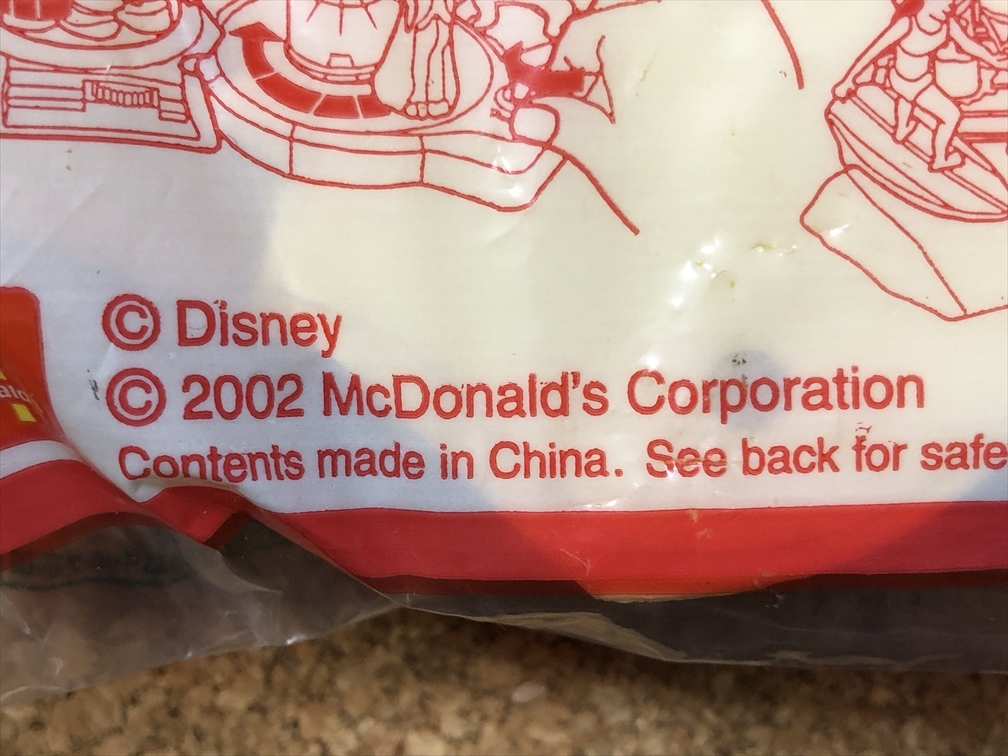 © Disney
© 2002 McDonald's Corporation
Contents made in China. See back for safe